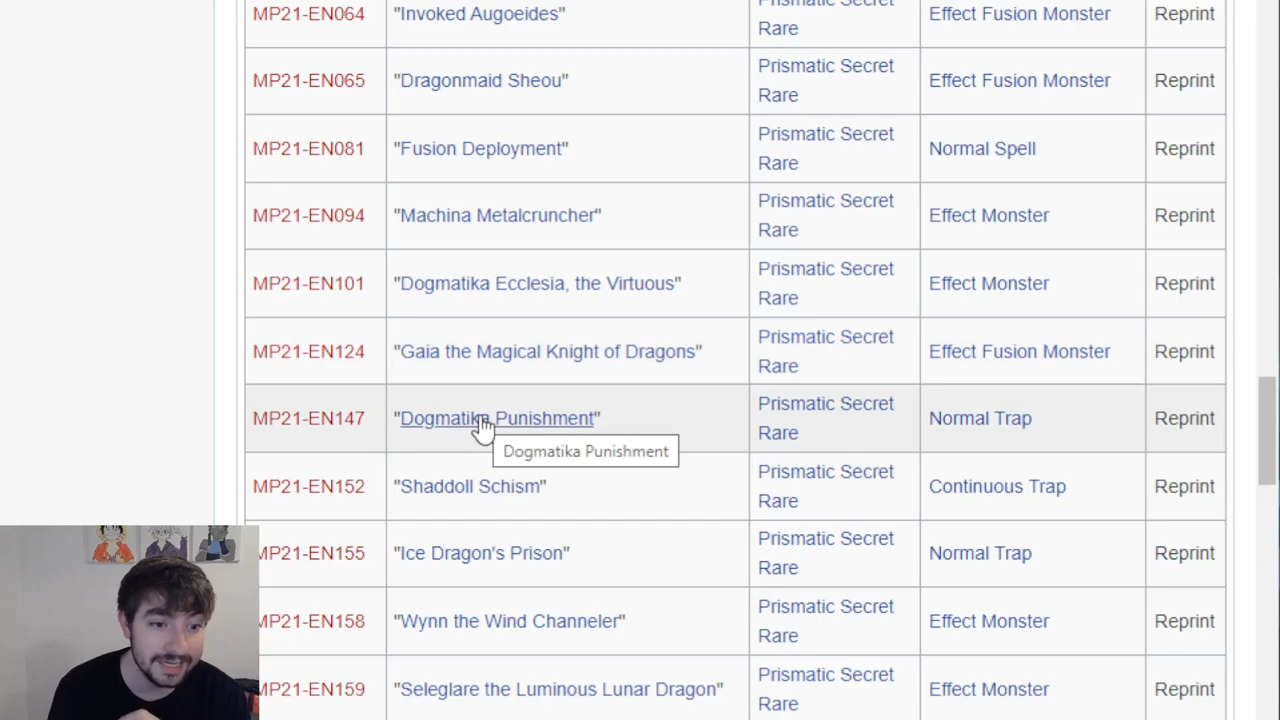 Prismatic Secret
MP21-EN064 "Invoked Augoeides" Rare Effect Fusion Monster Reprint
Prismatic Secret
MP21-EN065 "Dragonmaid Sheou" Rare Effect Fusion Monster Reprint
Prismatic Secret
MP21-EN081 "Fusion Deployment" Rare Normal Spell Reprint
Prismatic Secret
MP21-EN094 "Machina Metalcruncher" Rare Effect Monster Reprint
Prismatic Secret
MP21-EN101 "Dogmatika Ecclesia, the Virtuous" Rare Effect Monster Reprint
Prismatic Secret
MP21-EN124 "Gaia the Magical Knight of Dragons" Rare Effect Fusion Monster Reprint
Prismatic Secret
MP21-EN147 "Dogmatika Punishment" Rare Normal Trap Reprint
Dogmatika Punishment
Prismatic Secret
MP21-EN152 "Shaddoll Schism" Rare Continuous Trap Reprint
Prismatic Secret
MP21-EN155 "Ice Dragon's Prison" Rare Normal Trap Reprint
Prismatic Secret
MP21-EN158 "Wynn the Wind Channeler" Rare Effect Monster Reprint
Prismatic Secret
MP21-EN159 "Seleglare the Luminous Lunar Dragon" Rare Effect Monster Reprint